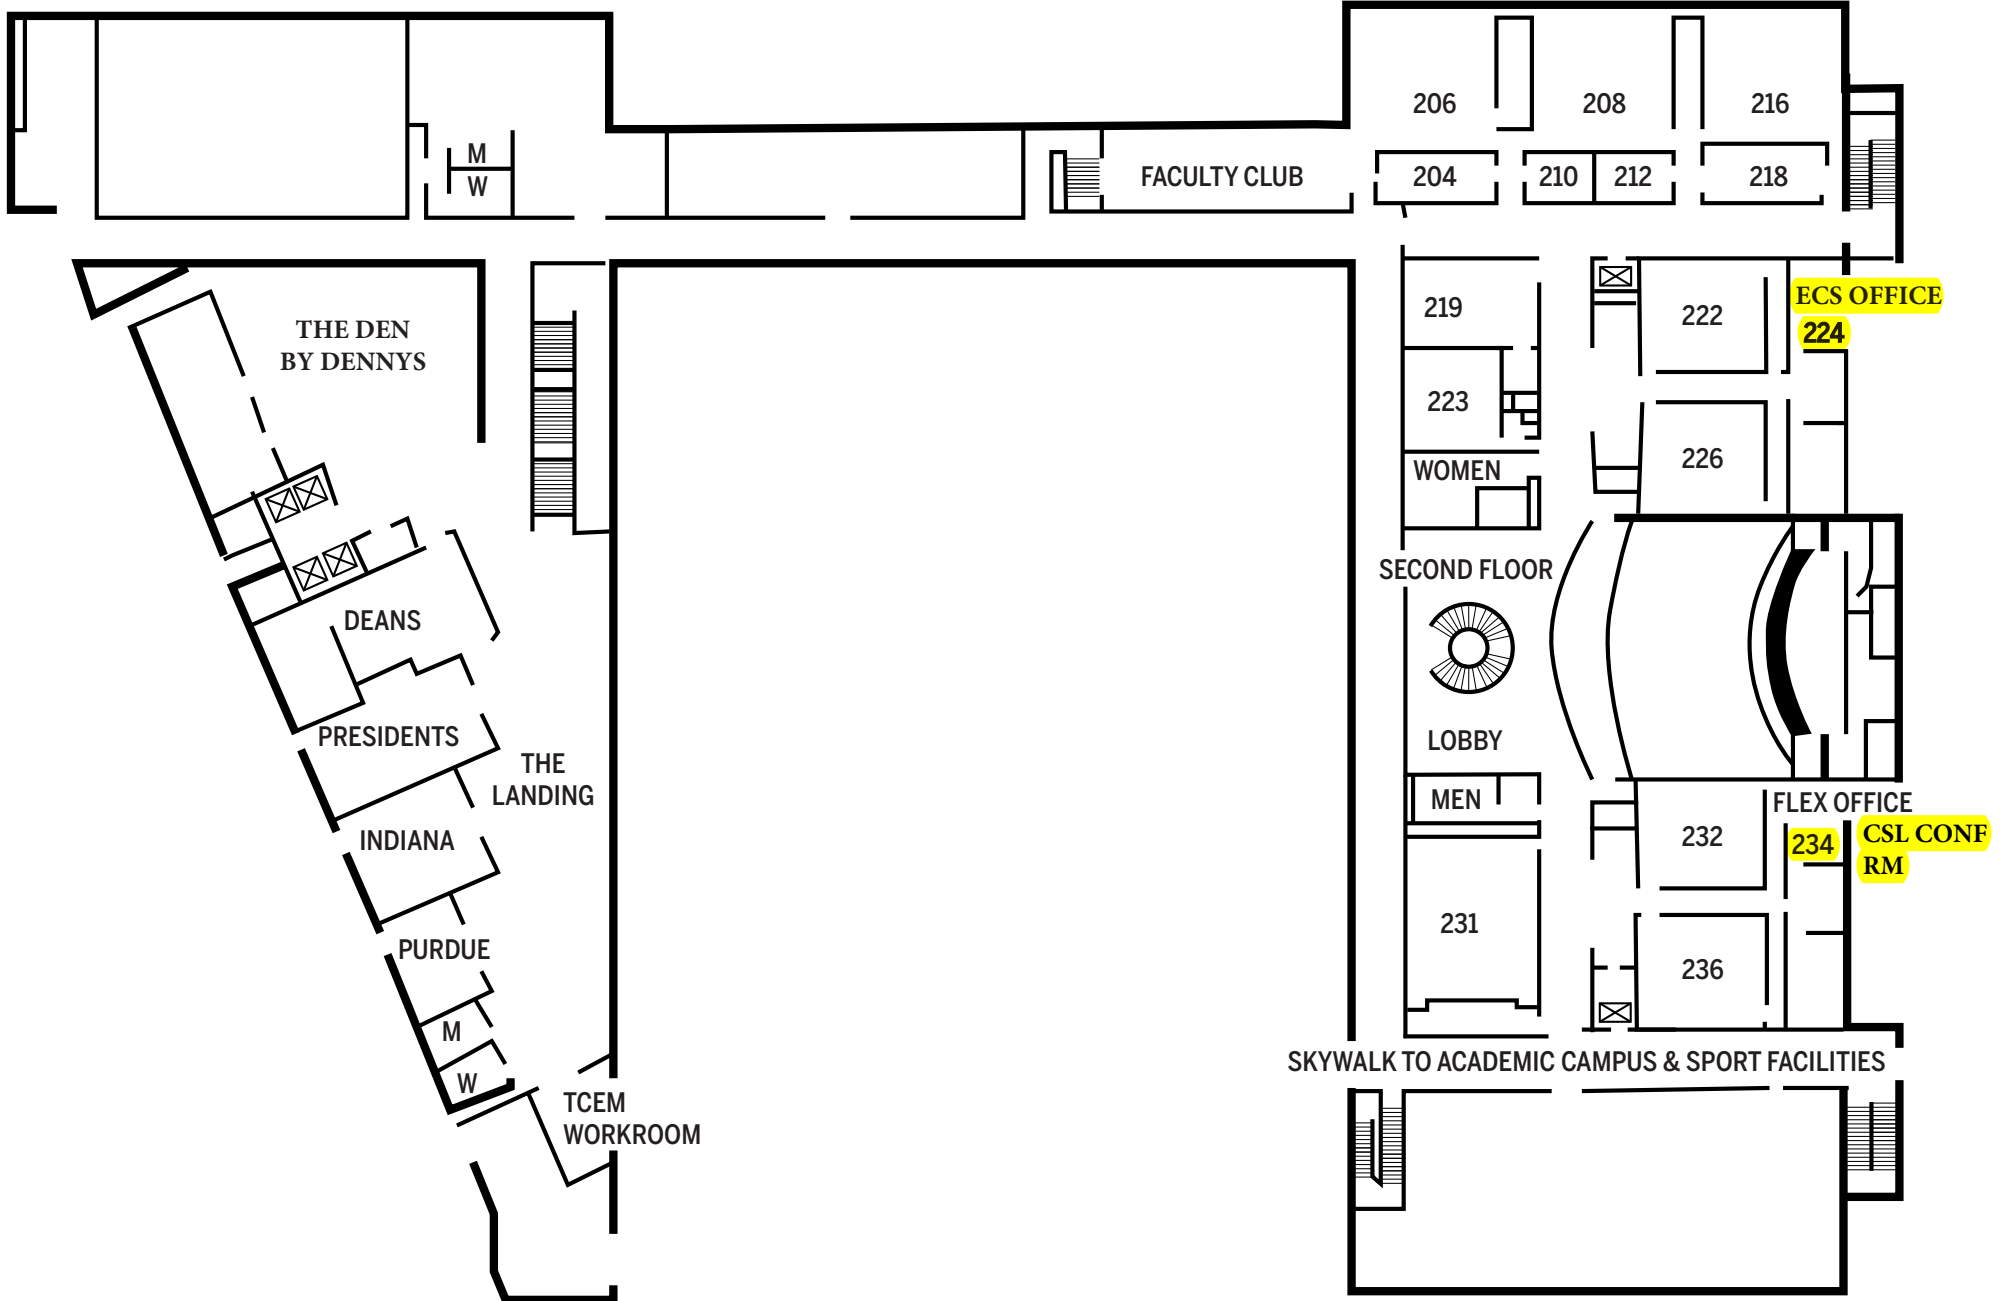 206
208
216
M
W
FACULTY CLUB
204
210
212
218
THE DEN
BY DENNYS
219
222
ECS OFFICE
224
223
226
WOMEN
SECOND FLOOR
DEANS
PRESIDENTS
THE
LANDING
LOBBY
MEN
INDIANA
232
FLEX OFFICE
234
CSL CONF
RM
231
PURDUE
236
M
W
SKYWALK TO ACADEMIC CAMPUS & SPORT FACILITIES
TCEM
WORKROOM